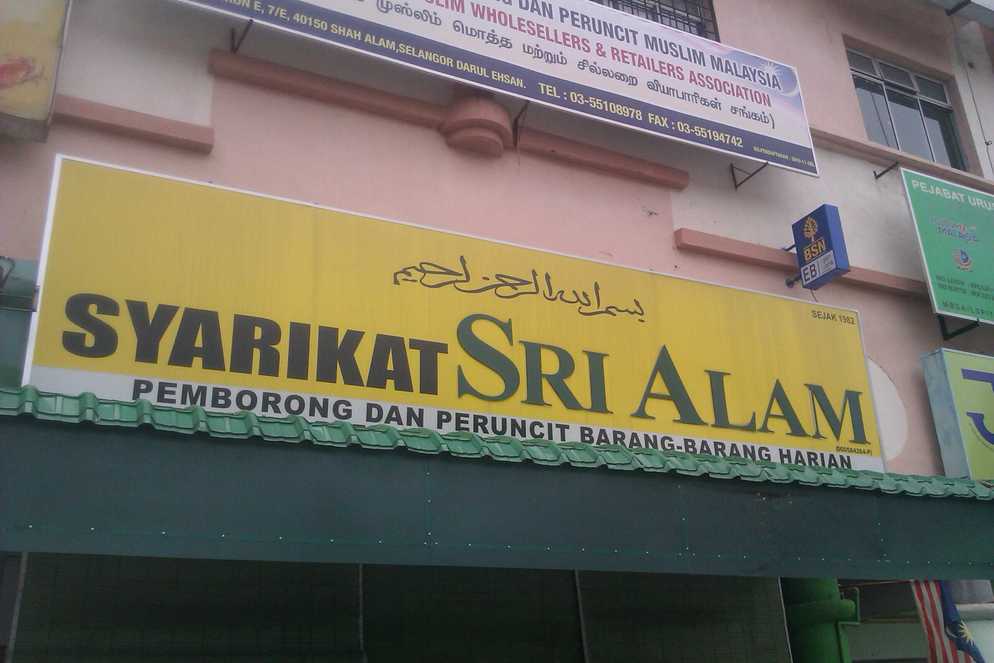 DAN PERUNCIT MUSLIM MALAYSIA
WHOLESELLERS & RETAILERS ASSOCIATION
முஸ்லிம் மொத்த மற்றும் சில்லறை வியாபாரிகள் சங்கம்)
E, 7/E, 40150 SHAH ALAM,SELANGOR DARUL EHSAN. TEL : 03-55108978 FAX : 03-55194742
PEJABAT
BSN
EB
بسم الله الرحمن الرحيم
SEJAK 1982
SYARIKAT SRI ALAM
PEMBORONG DAN PERUNCIT BARANG-BARANG HARIAN